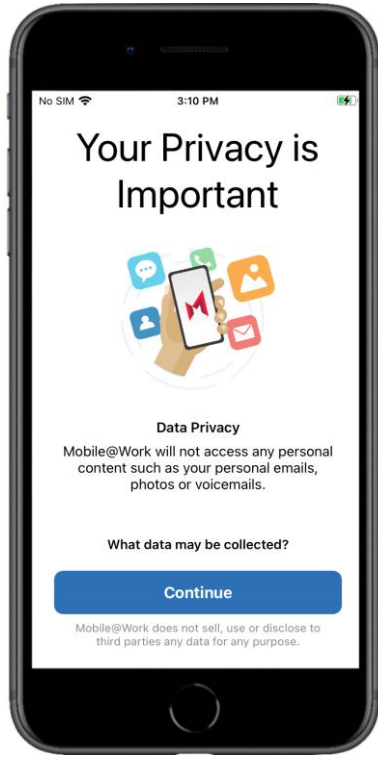 No SIM 3:10 PM
Your Privacy is
Important
Data Privacy
Mobile@Work will not access any personal
content such as your personal emails,
photos or voicemails.
What data may be collected?
Continue
Mobile@Work does not sell, use or disclose to
third parties any data for any purpose.